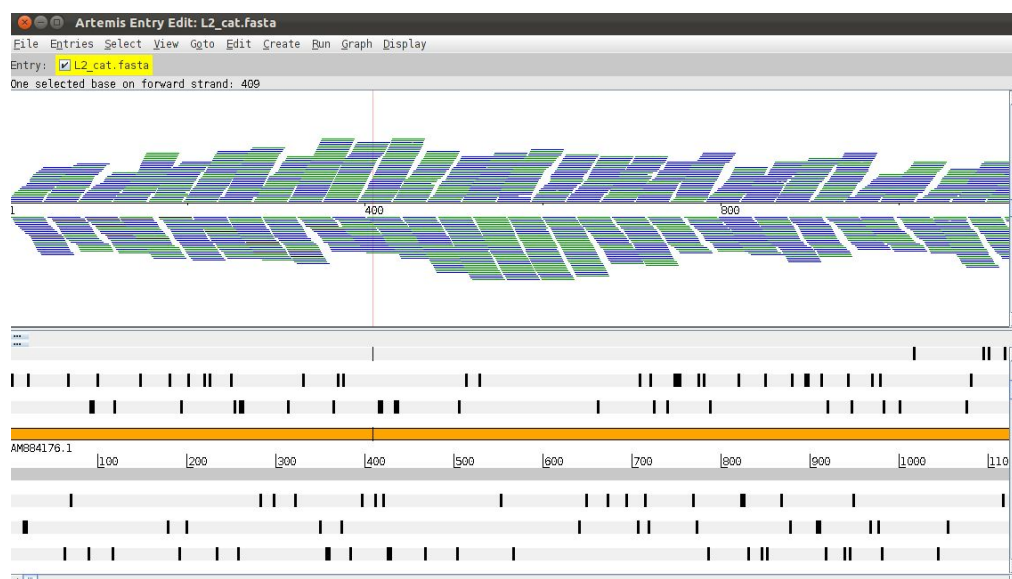 Artemis Entry Edit: L2_cat.fasta
File Entries Select View Goto Edit Create Run Graph Display
Entry: L2_cat.fasta
One selected base on forward strand: 409
1 400 800
AM884176.1
100 200 300 400 500 600 700 800 900 1000 110